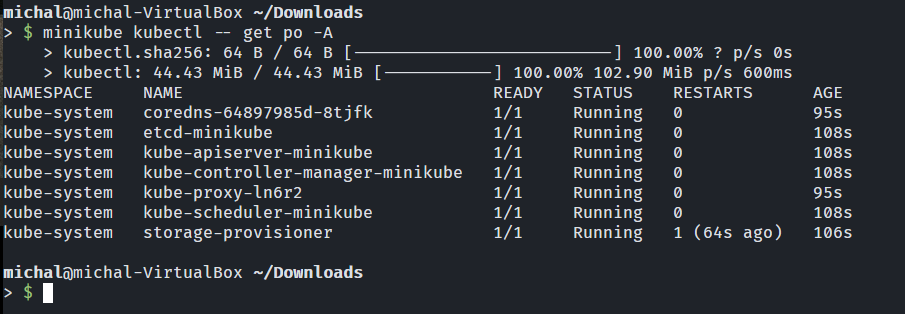 michal@michal-VirtualBox ~/Downloads
> $ minikube kubectl -- get po -A
    > kubectl.sha256: 64 B / 64 B [--------------------------] 100.00% ? p/s 0s
    > kubectl: 44.43 MiB / 44.43 MiB [-----------] 100.00% 102.90 MiB p/s 600ms
NAMESPACE     NAME                               READY   STATUS    RESTARTS      AGE
kube-system   coredns-64897985d-8tjfk            1/1     Running   0             95s
kube-system   etcd-minikube                      1/1     Running   0             108s
kube-system   kube-apiserver-minikube            1/1     Running   0             108s
kube-system   kube-controller-manager-minikube   1/1     Running   0             108s
kube-system   kube-proxy-ln6r2                   1/1     Running   0             95s
kube-system   kube-scheduler-minikube            1/1     Running   0             108s
kube-system   storage-provisioner                1/1     Running   1 (64s ago)   106s
michal@michal-VirtualBox ~/Downloads
> $